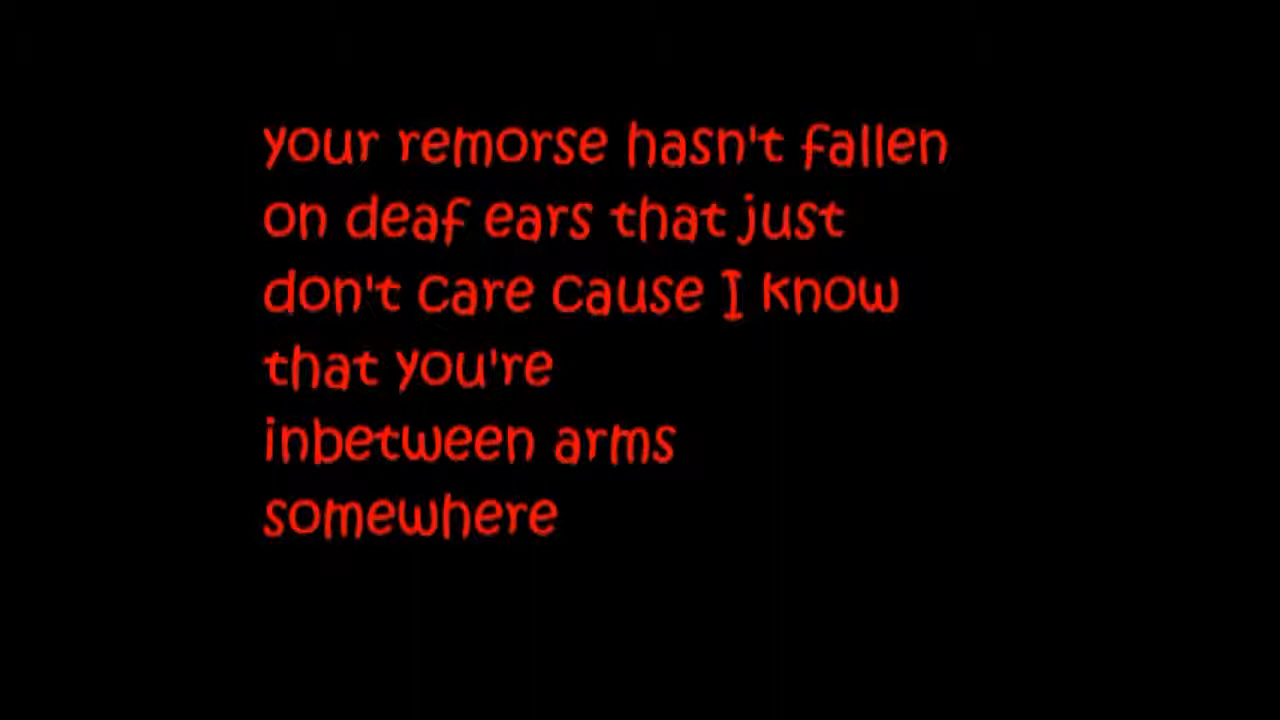 your remorse hasn't fallen
on deaf ears that just
don't care cause I know
that you're
inbetween arms
somewhere